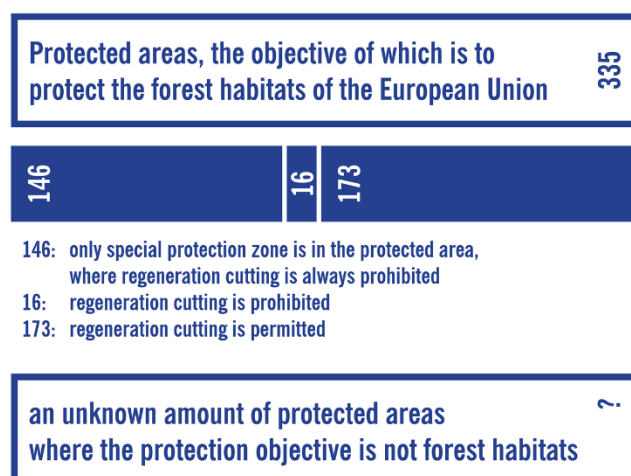 Protected areas, the objective of which is to
protect the forest habitats of the European Union
335
146
16
173
146: only special protection zone is in the protected area,
where regeneration cutting is always prohibited
16: regeneration cutting is prohibited
173: regeneration cutting is permitted
an unknown amount of protected areas
where the protection objective is not forest habitats
?